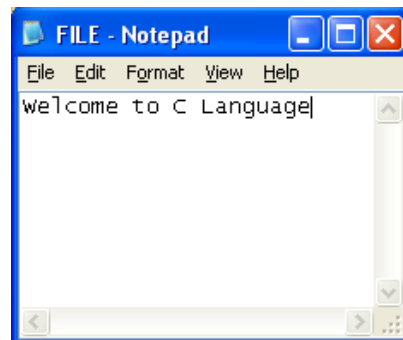 FILE - Notepad
File Edit Format View Help
Welcome to C Language